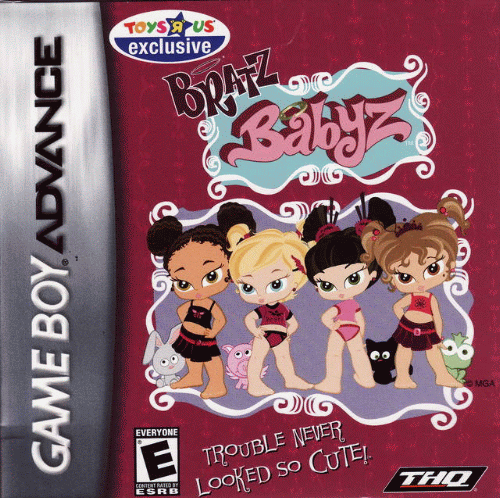 GAME BOY ADVANCE
TOYS R US
exclusive
BRATZ
Babyz
TM
© MGA
EVERYONE
E
CONTENT RATED BY
ESRB
TROUBLE NEVER
LOOKED SO CUTE!
THQ